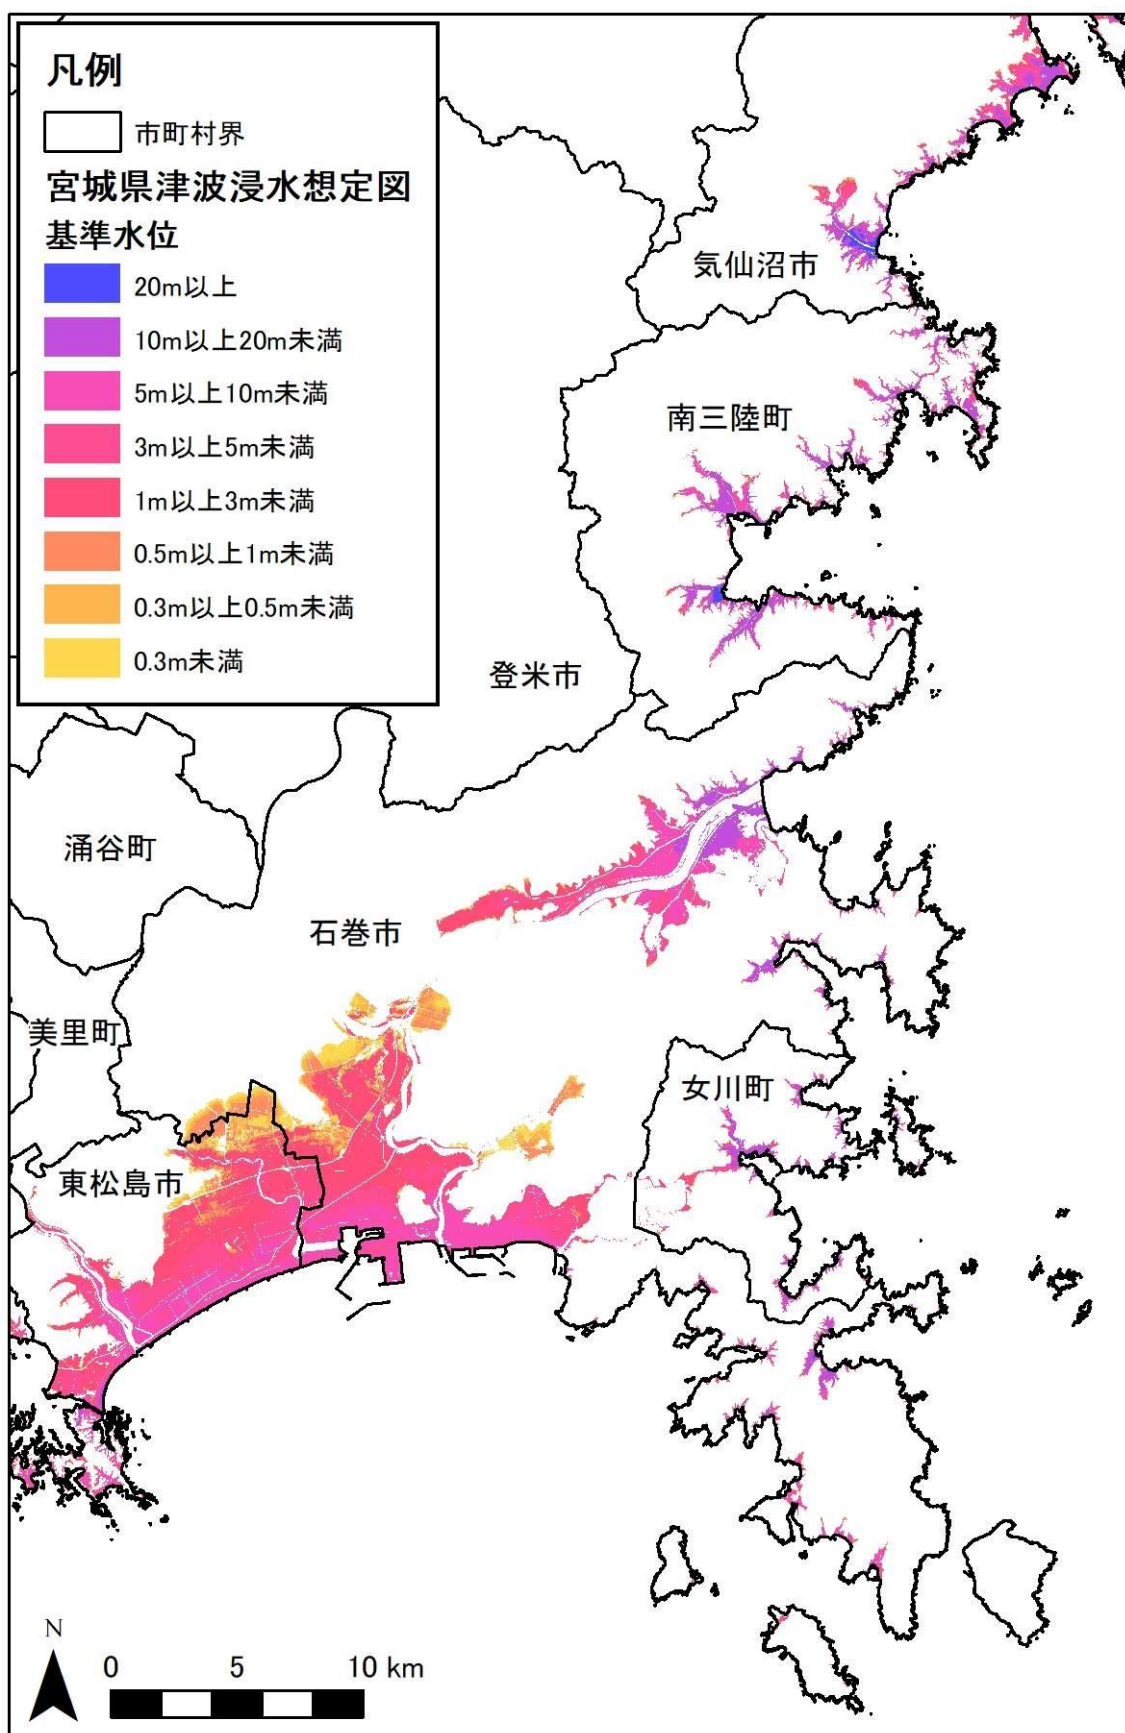 凡例
市町村界
宮城県津波浸水想定図
基準水位
20m以上
10m以上20m未満
5m以上10m未満
3m以上5m未満
1m以上3m未満
0.5m以上1m未満
0.3m以上0.5m未満
0.3m未満
気仙沼市
南三陸町
登米市
涌谷町
石巻市
美里町
女川町
東松島市
N
0 5 10 km